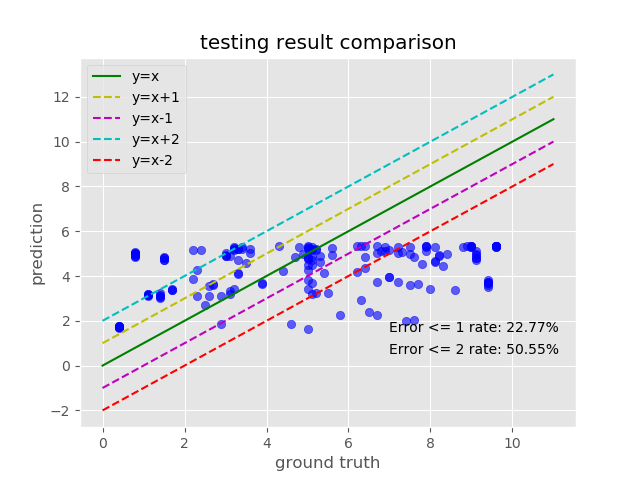 testing result comparison
y=x
y=x+1
y=x-1
y=x+2
y=x-2
12
10
8
6
4
2
0
−2
prediction
Error <= 1 rate: 22.77%
Error <= 2 rate: 50.55%
0 2 4 6 8 10
ground truth